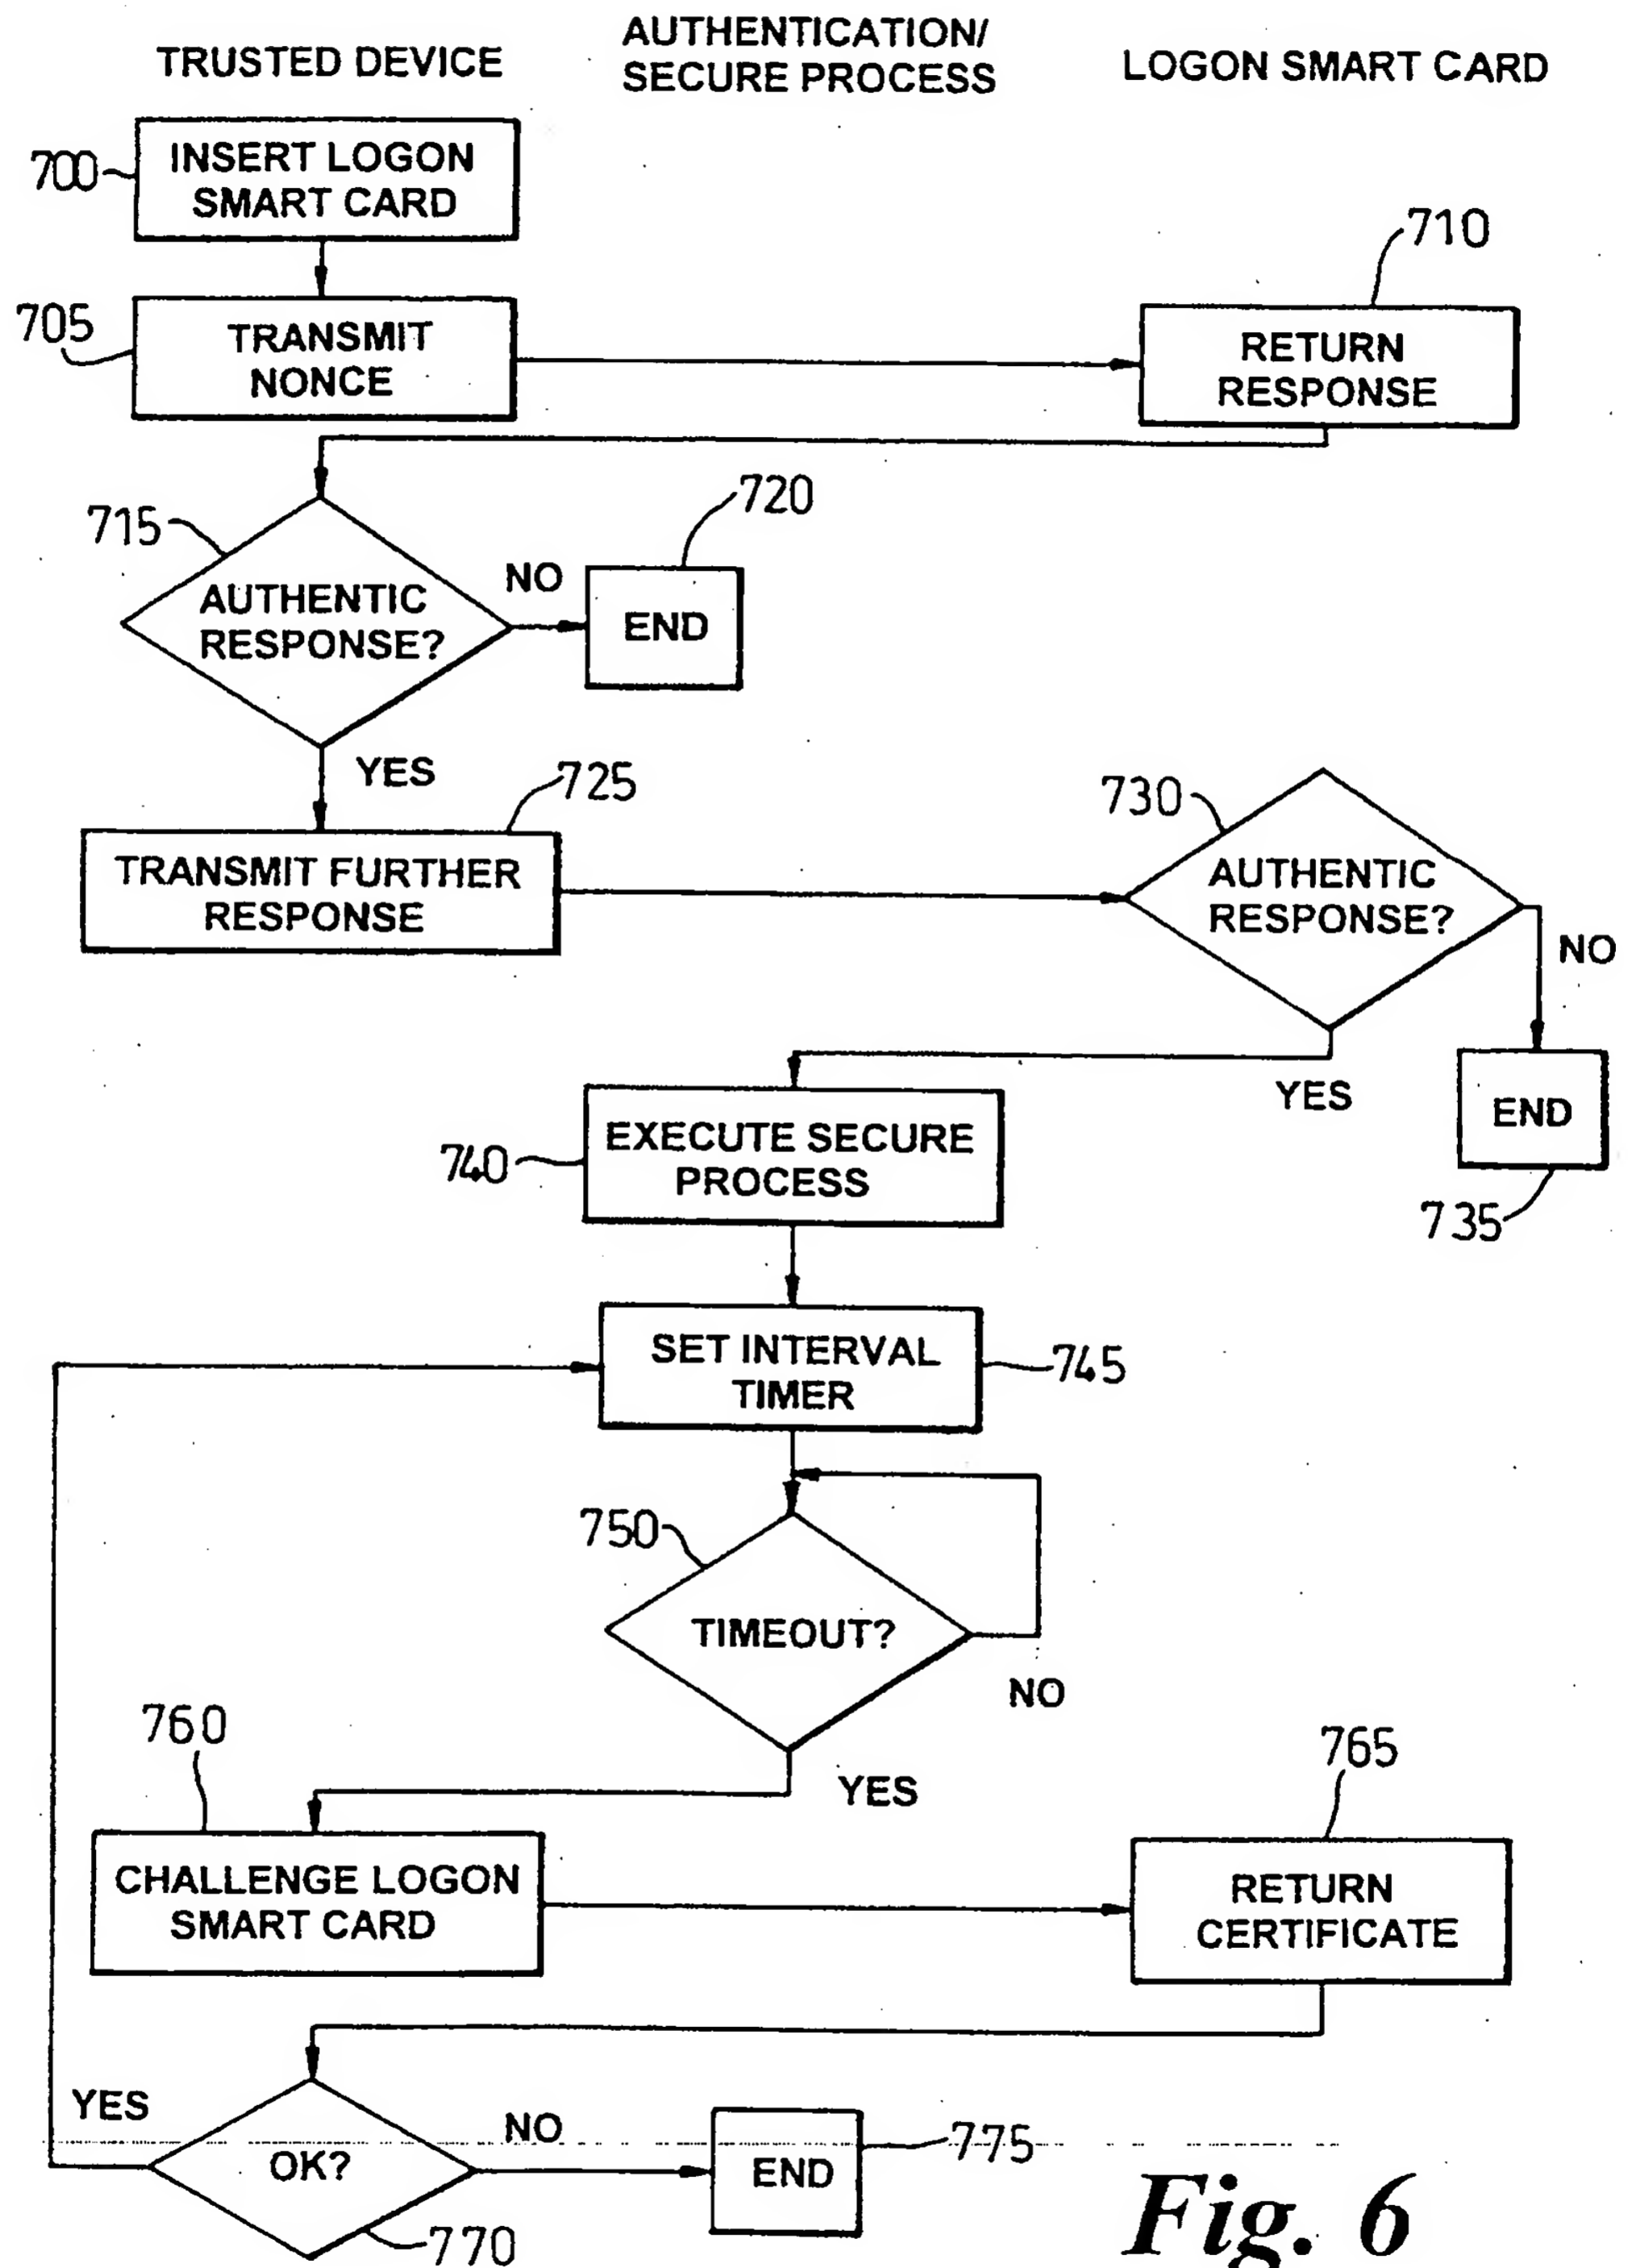 TRUSTED DEVICE
AUTHENTICATION/
SECURE PROCESS
LOGON SMART CARD
700
INSERT LOGON
SMART CARD
710
705
TRANSMIT
NONCE
RETURN
RESPONSE
715
720
AUTHENTIC
RESPONSE?
NO
END
YES
725
730
TRANSMIT FURTHER
RESPONSE
AUTHENTIC
RESPONSE?
NO
YES
END
735
740
EXECUTE SECURE
PROCESS
SET INTERVAL
TIMER
745
750
TIMEOUT?
NO
YES
760
765
CHALLENGE LOGON
SMART CARD
RETURN
CERTIFICATE
YES
OK?
NO
END
775
770
Fig. 6